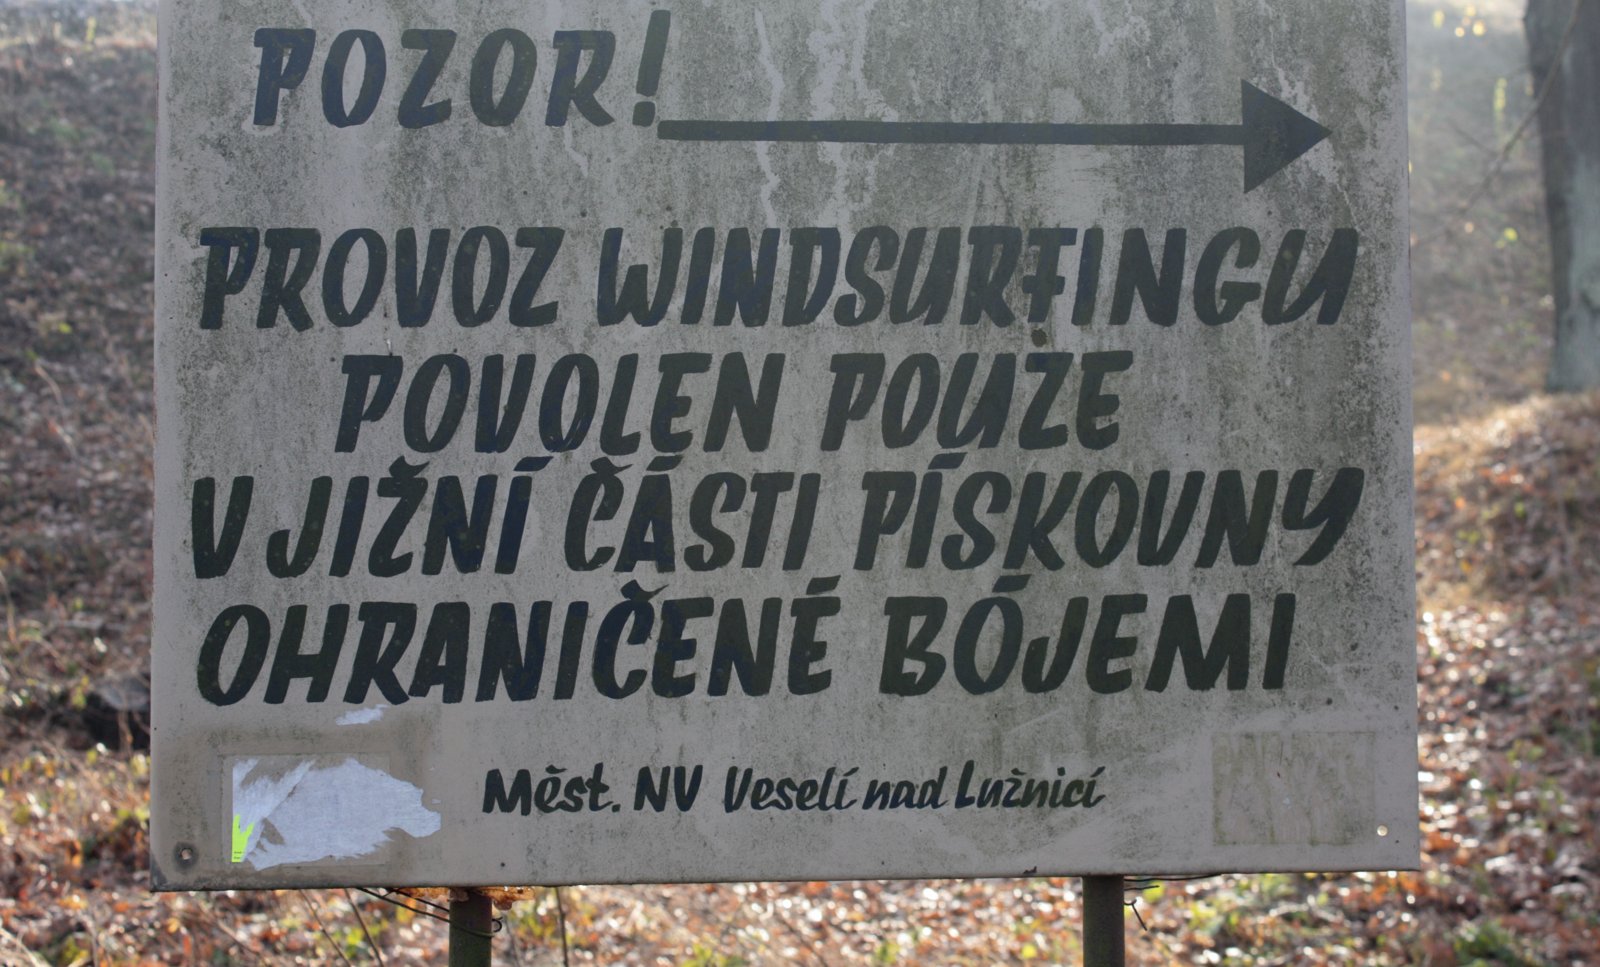 POZOR!
PROVOZ WINDSURFINGU
POVOLEN POUZE
V JIŽNÍ ČÁSTI PÍSKOVNY
OHRANIČENÉ BÓJEMI
Měst. NV Veselí nad Lužnicí